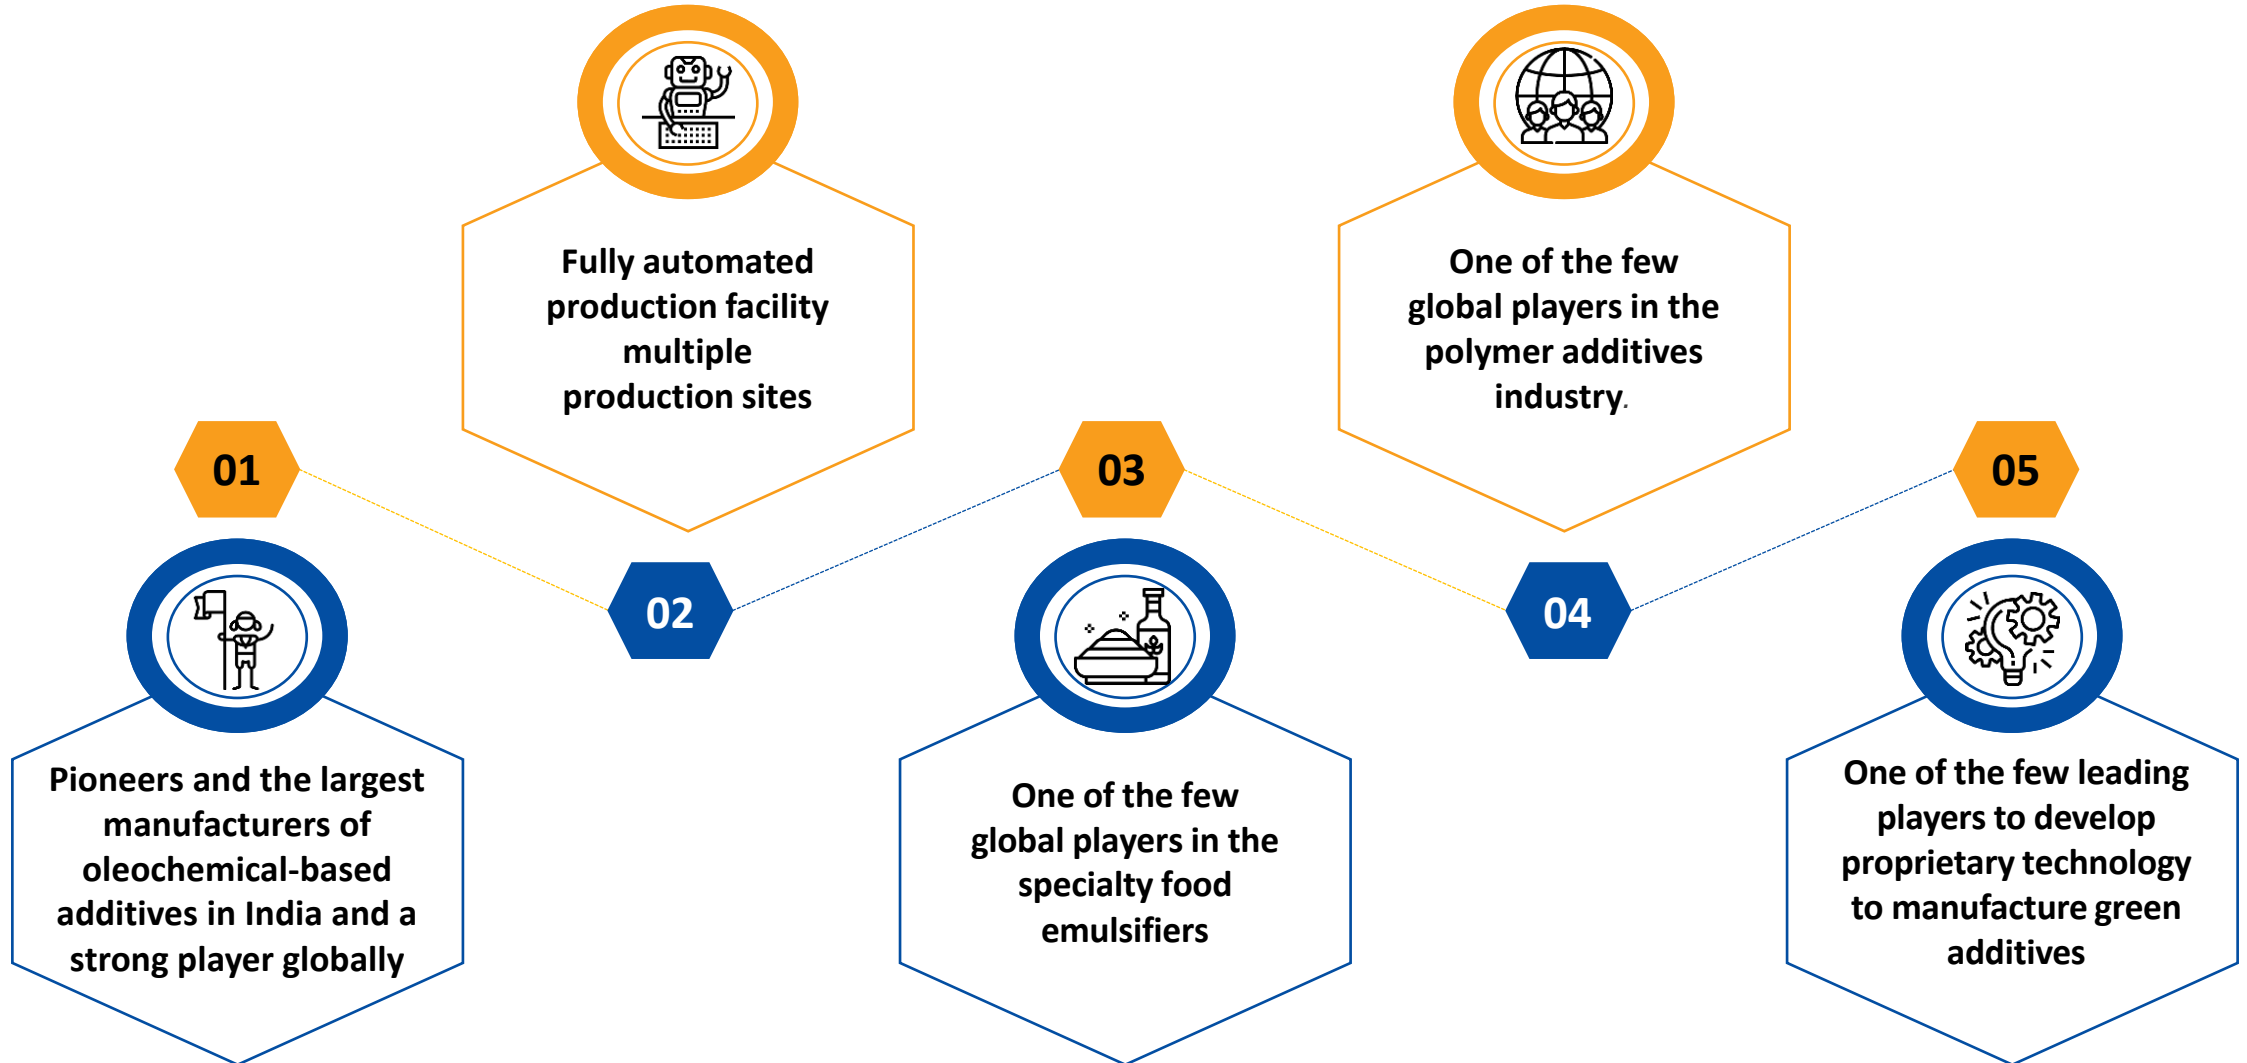 01
Pioneers and the largest
manufacturers of
oleochemical-based
additives in India and a
strong player globally
Fully automated
production facility
multiple
production sites
02
03
One of the few
global players in the
specialty food
emulsifiers
One of the few
global players in the
polymer additives
industry.
04
05
One of the few leading
players to develop
proprietary technology
to manufacture green
additives